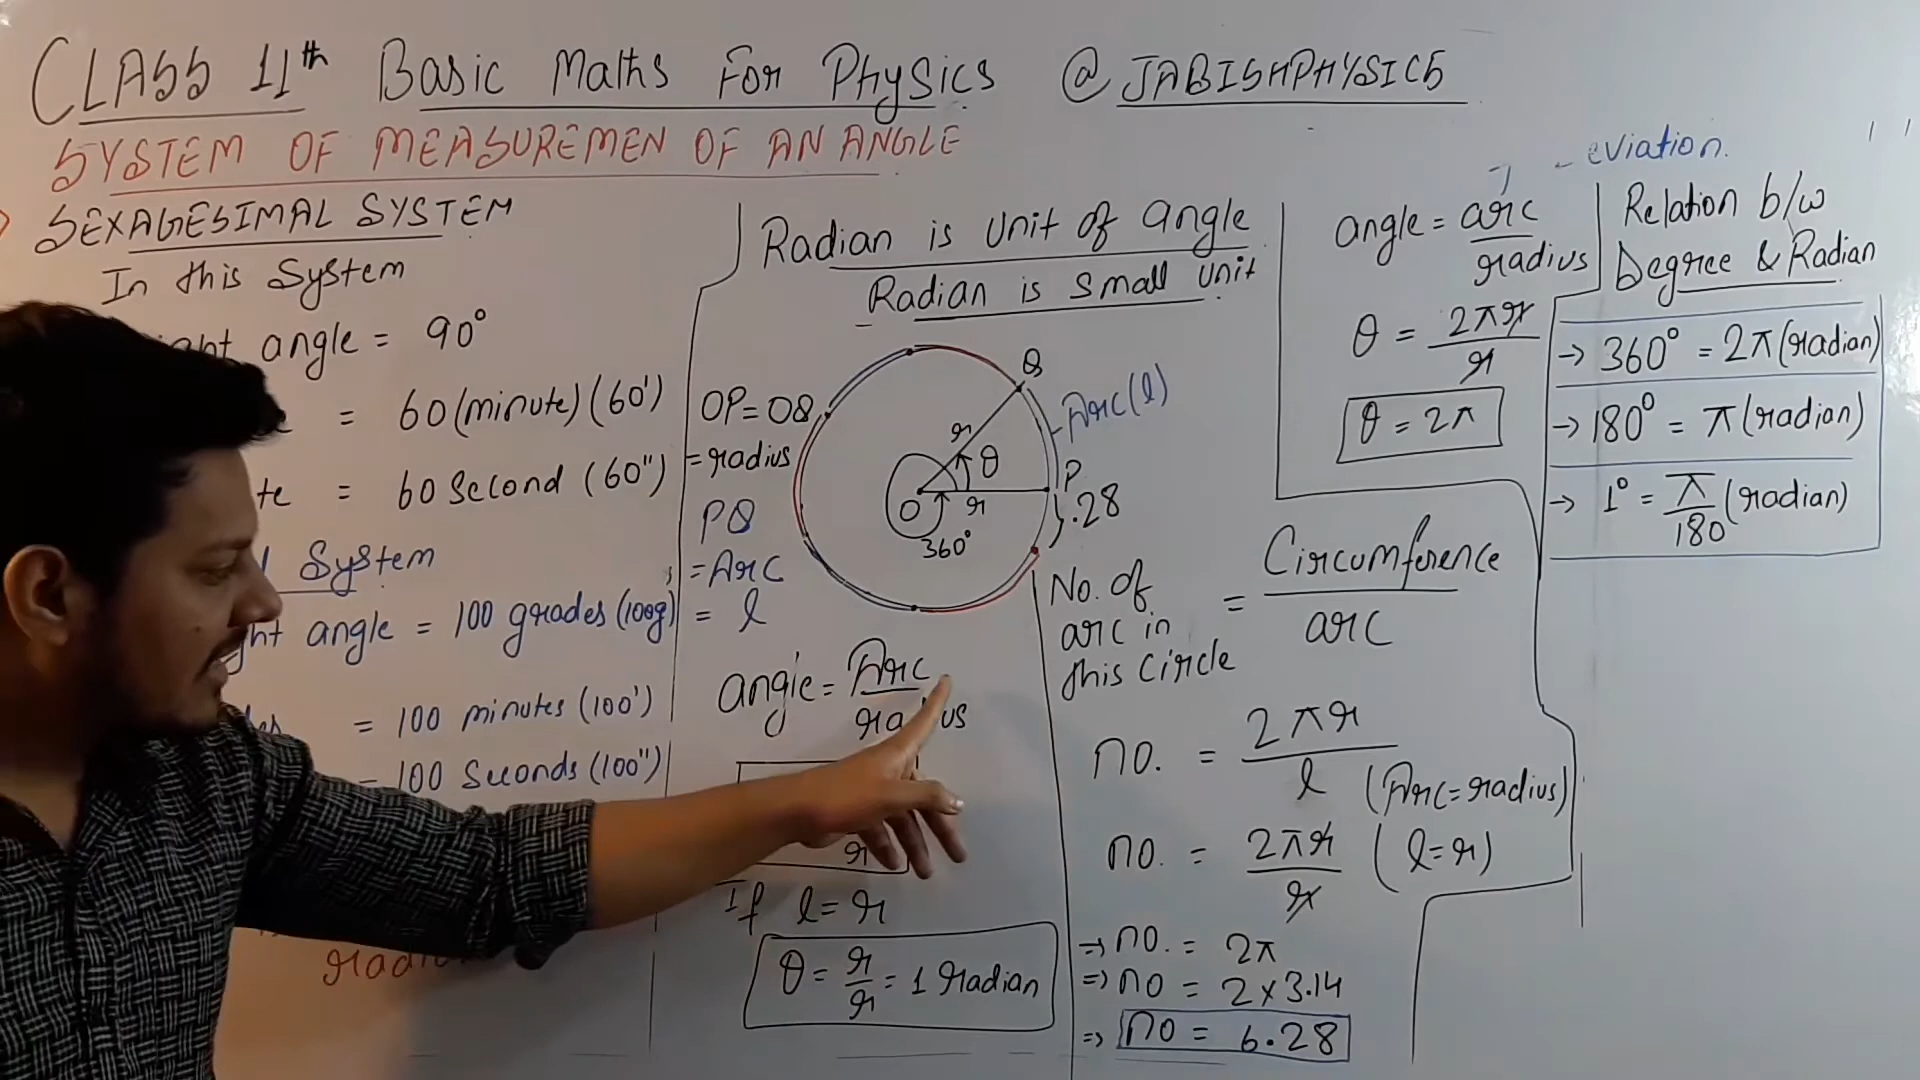 CLASS 11th Basic Maths For Physics @JABISHPHYSICS
SYSTEM OF MEASUREMEN OF AN ANGLE
SEXAGESIMAL SYSTEM
In this System
angle = 90°
= 60 (minute) (60')
= 60 Second (60")
System
angle = 100 grades (100g)
= 100 minutes (100')
= 100 Seconds (100")
Radian is unit of angle
Radian is small unit
OP = OQ
= radius
PQ
= Arc
= l
Q
Arc (l)
r
θ
P
O
r
.28
360°
angle = Arc
radius
r
If l = r
θ = r/r = 1 radian
No. of
arc in
this circle
= Circumference
arc
no. = 2πr/l
(Arc = radius)
no. = 2πr/r (l = r)
⇒ no. = 2π
⇒ no = 2 × 3.14
⇒ no = 6.28
eviation.
angle = arc
radius
θ = 2πr/r
θ = 2π
Relation b/w
Degree & Radian
→ 360° = 2π (radian)
→ 180° = π (radian)
→ 1° = π/180 (radian)